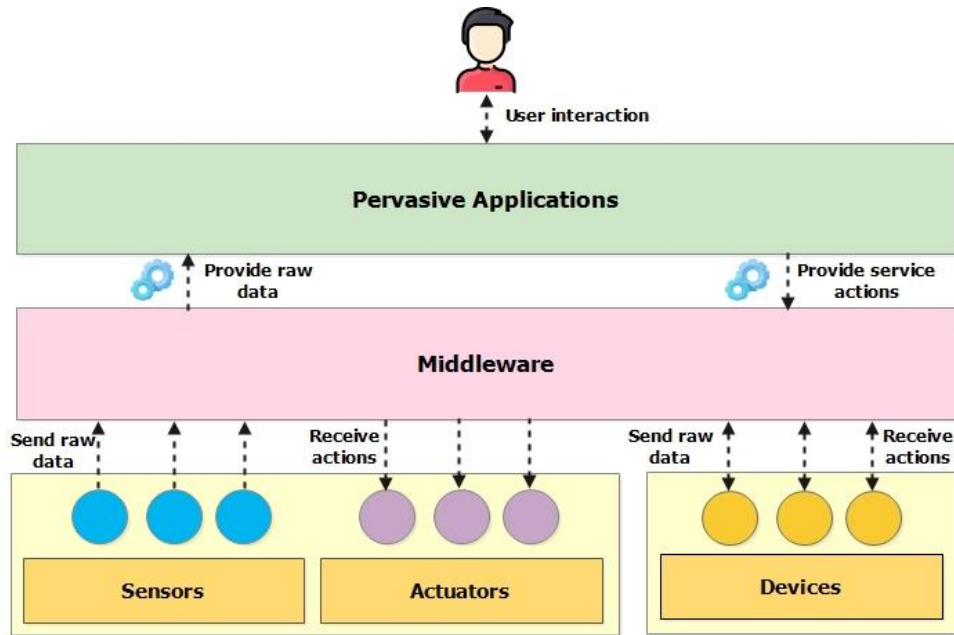 User interaction
Pervasive Applications
Provide raw
data
Provide service
actions
Middleware
Send raw
data
Receive
actions
Send raw
data
Receive
actions
Sensors
Actuators
Devices